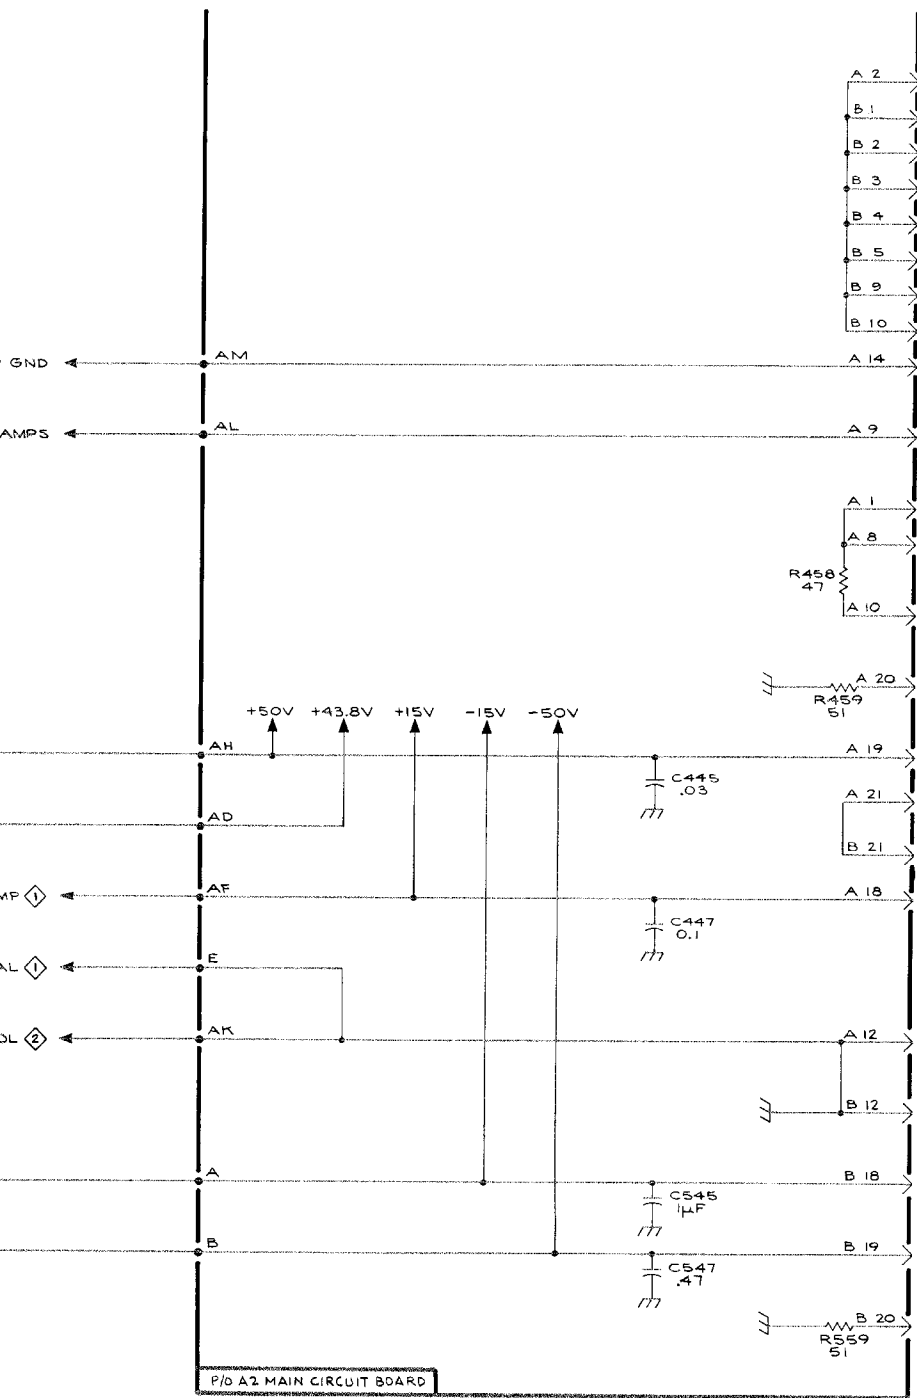 A 2
B 1
B 2
B 3
B 4
B 5
B 9
B 10
GND
AM
A 14
AMPS
AL
A 9
A 1
A 8
R458
47
A 10
A 20
R459
51
+50V +43.8V +15V -15V -50V
AH
A 19
C445
.03
A 21
AD
B 21
AF
A 18
MP 1
C447
0.1
E
AL 1
AK
A 12
OL 2
B 12
A
B 18
C545
1µF
B
B 19
C547
.47
B 20
R559
51
P/O A2 MAIN CIRCUIT BOARD